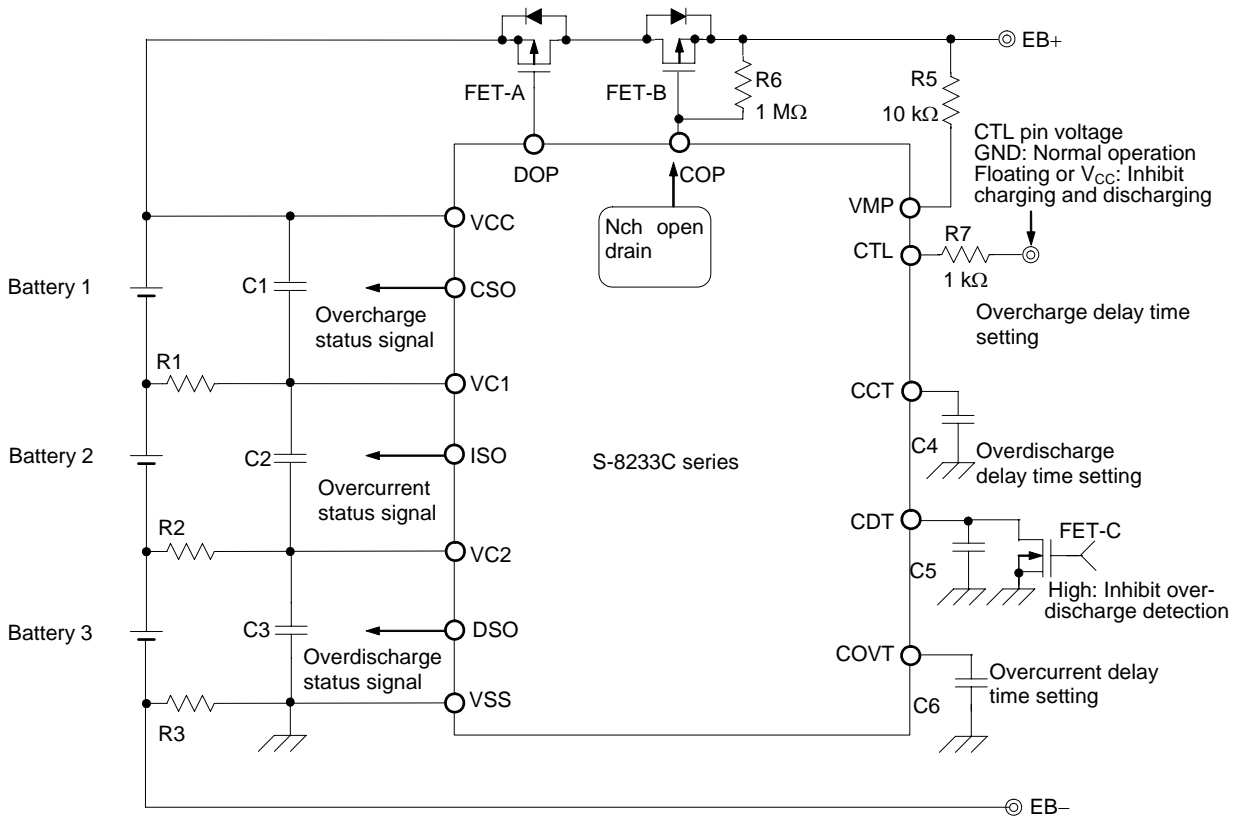 EB+
FET-A
FET-B
R6
1 MΩ
R5
10 kΩ
CTL pin voltage
GND: Normal operation
Floating or VCC: Inhibit
charging and discharging
DOP
COP
VMP
Nch open
drain
VCC
CTL
R7
1 kΩ
Battery 1
C1
CSO
Overcharge
status signal
Overcharge delay time
setting
R1
VC1
CCT
C4
Battery 2
C2
ISO
S-8233C series
Overdischarge
delay time setting
Overcurrent
status signal
R2
VC2
CDT
FET-C
C5
High: Inhibit over-
discharge detection
Battery 3
C3
DSO
Overdischarge
status signal
COVT
Overcurrent delay
time setting
C6
VSS
R3
EB−